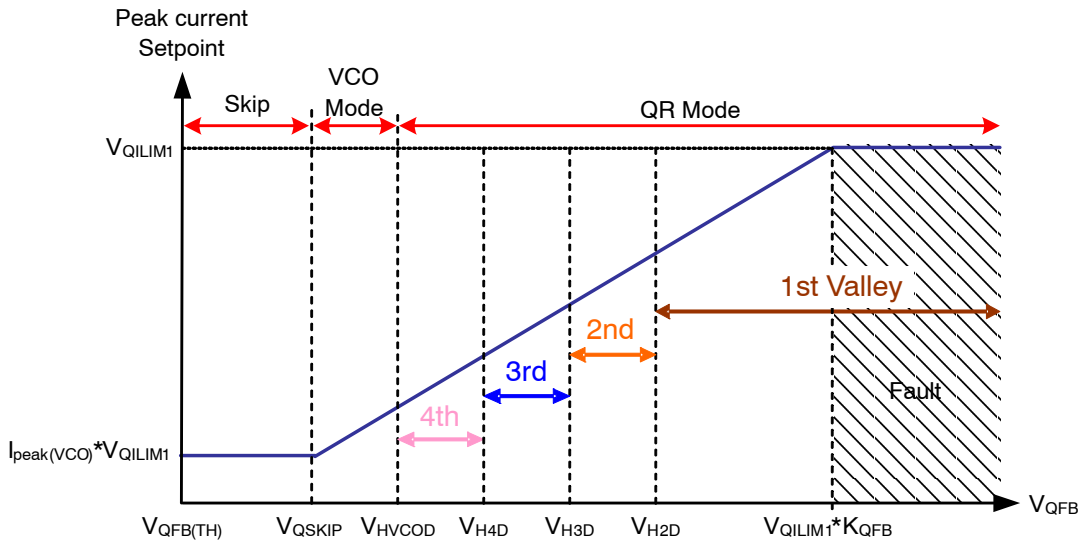 Peak current
Setpoint
Skip
VCO
Mode
QR Mode
VQILIM1
1st Valley
2nd
3rd
4th
Fault
Ipeak(VCO)*VQILIM1
VQFB
VQFB(TH)
VQSKIP
VHVCOD
VH4D
VH3D
VH2D
VQILIM1*KQFB